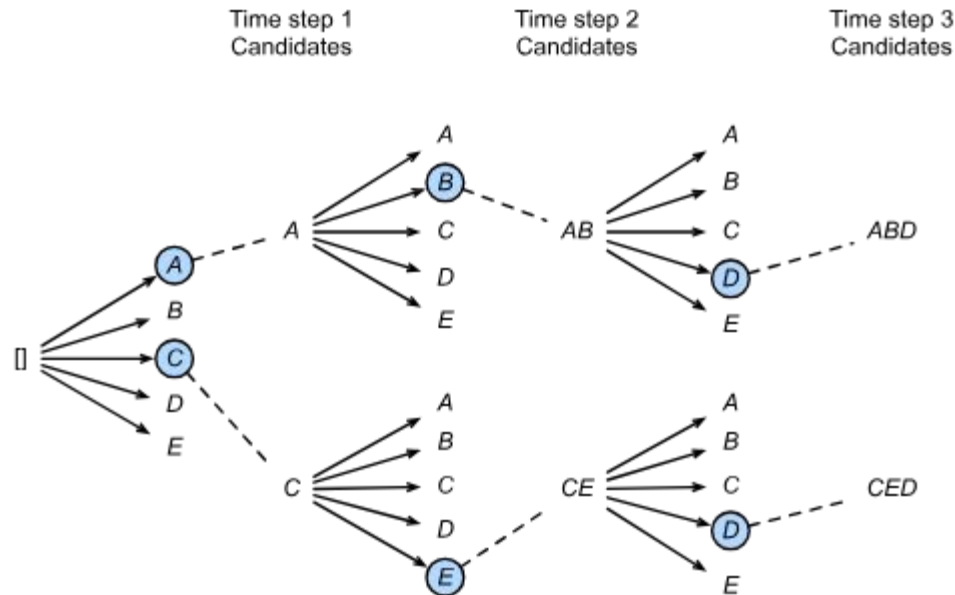 Time step 1
Candidates
Time step 2
Candidates
Time step 3
Candidates
[]
A
B
C
D
E
A
A
B
C
D
E
AB
A
B
C
D
E
ABD
C
A
B
C
D
E
CE
A
B
C
D
E
CED